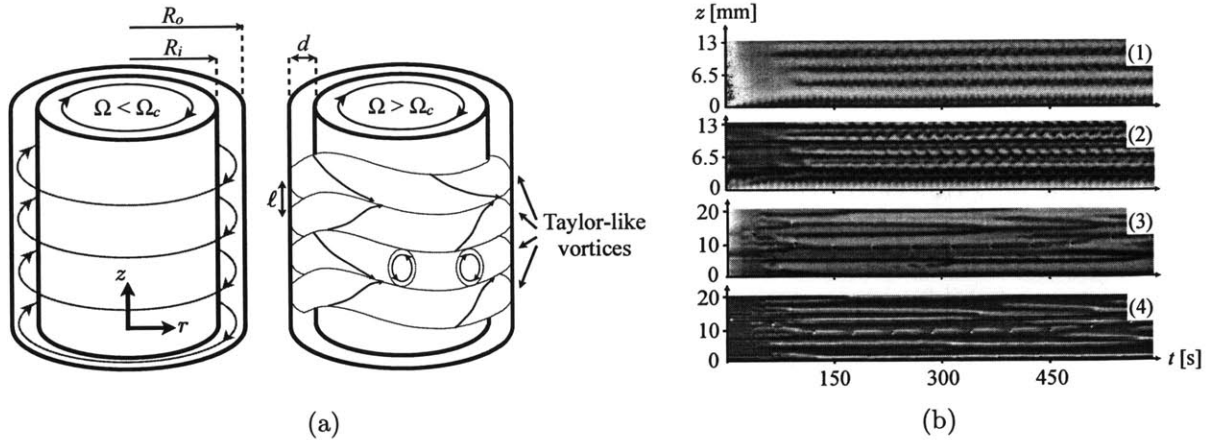 R_o
R_i
d
Ω < Ω_c
Ω > Ω_c
ℓ
z
r
Taylor-like
vortices
(a)
z [mm]
13
6.5
0
(1)
13
6.5
0
(2)
20
10
0
(3)
20
10
0
(4)
150
300
450
t [s]
(b)